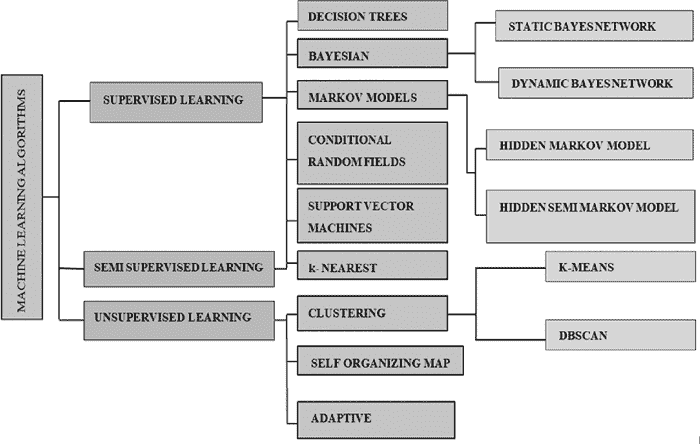 MACHINE LEARNING ALGORITHMS
SUPERVISED LEARNING
SEMI SUPERVISED LEARNING
UNSUPERVISED LEARNING
DECISION TREES
BAYESIAN
MARKOV MODELS
CONDITIONAL
RANDOM FIELDS
SUPPORT VECTOR
MACHINES
k- NEAREST
CLUSTERING
SELF ORGANIZING MAP
ADAPTIVE
STATIC BAYES NETWORK
DYNAMIC BAYES NETWORK
HIDDEN MARKOV MODEL
HIDDEN SEMI MARKOV MODEL
K-MEANS
DBSCAN